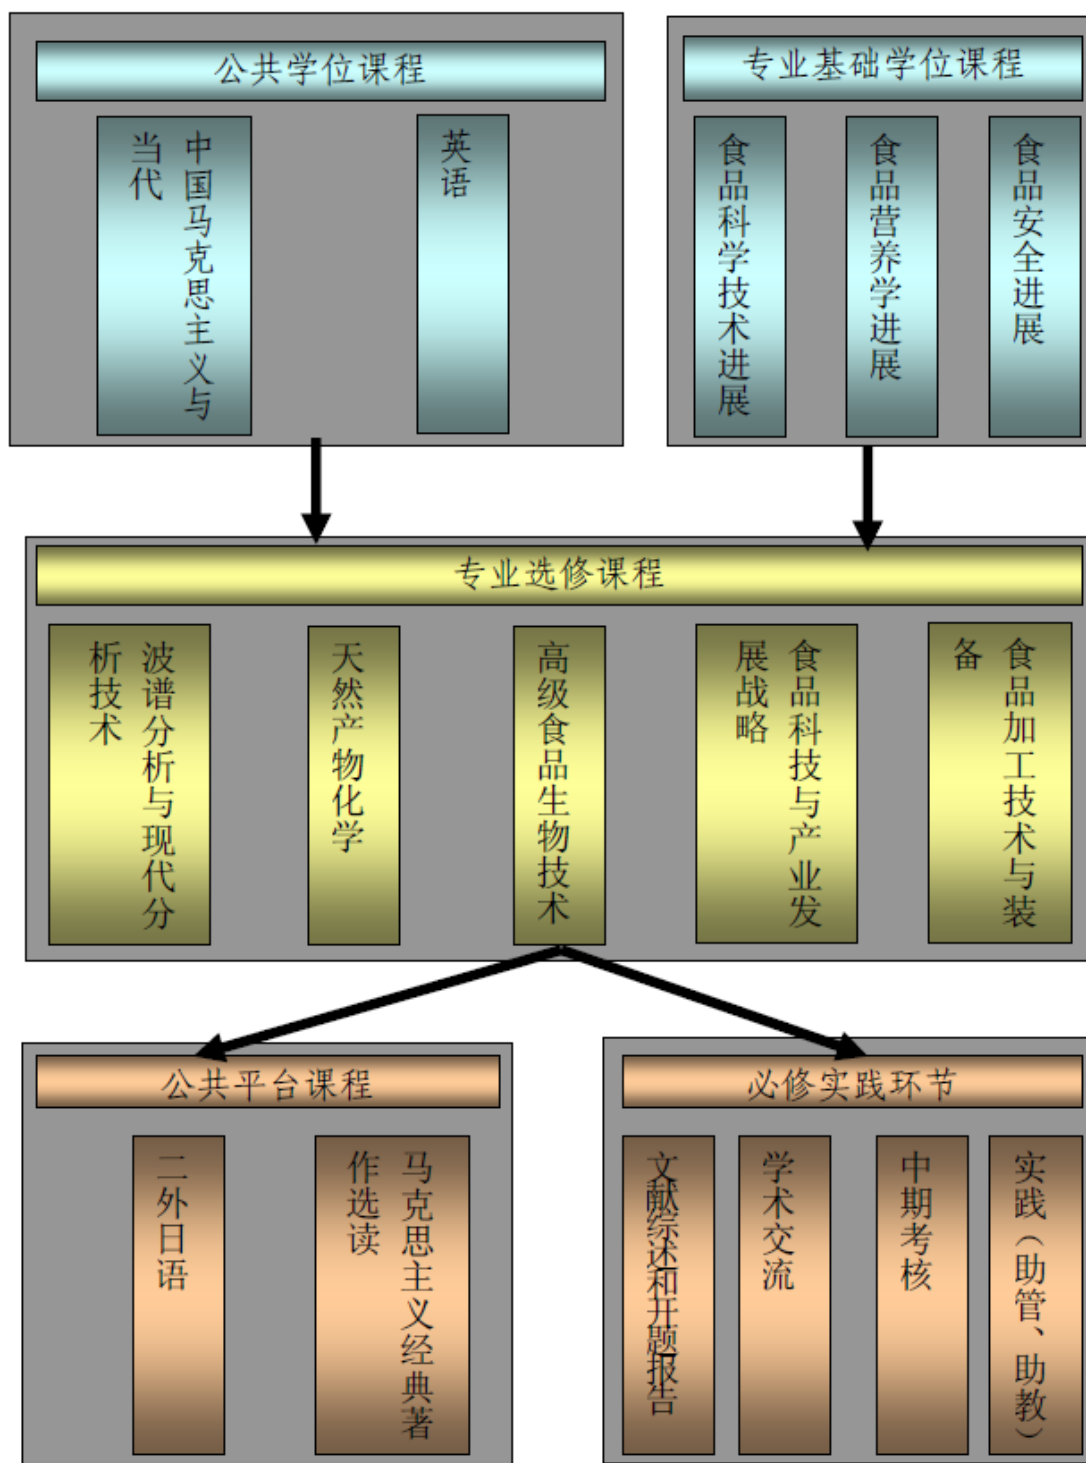 公共学位课程
中国马克思主义与
当代
英语
专业基础学位课程
食品科学技术进展
食品营养学进展
食品安全进展
专业选修课程
波谱分析与现代分
析技术
天然产物化学
高级食品生物技术
食品科技与产业发
展战略
食品加工技术与装
备
公共平台课程
二外日语
马克思主义经典著
作选读
必修实践环节
文献综述和开题报告
学术交流
中期考核
实践（助管、助教）